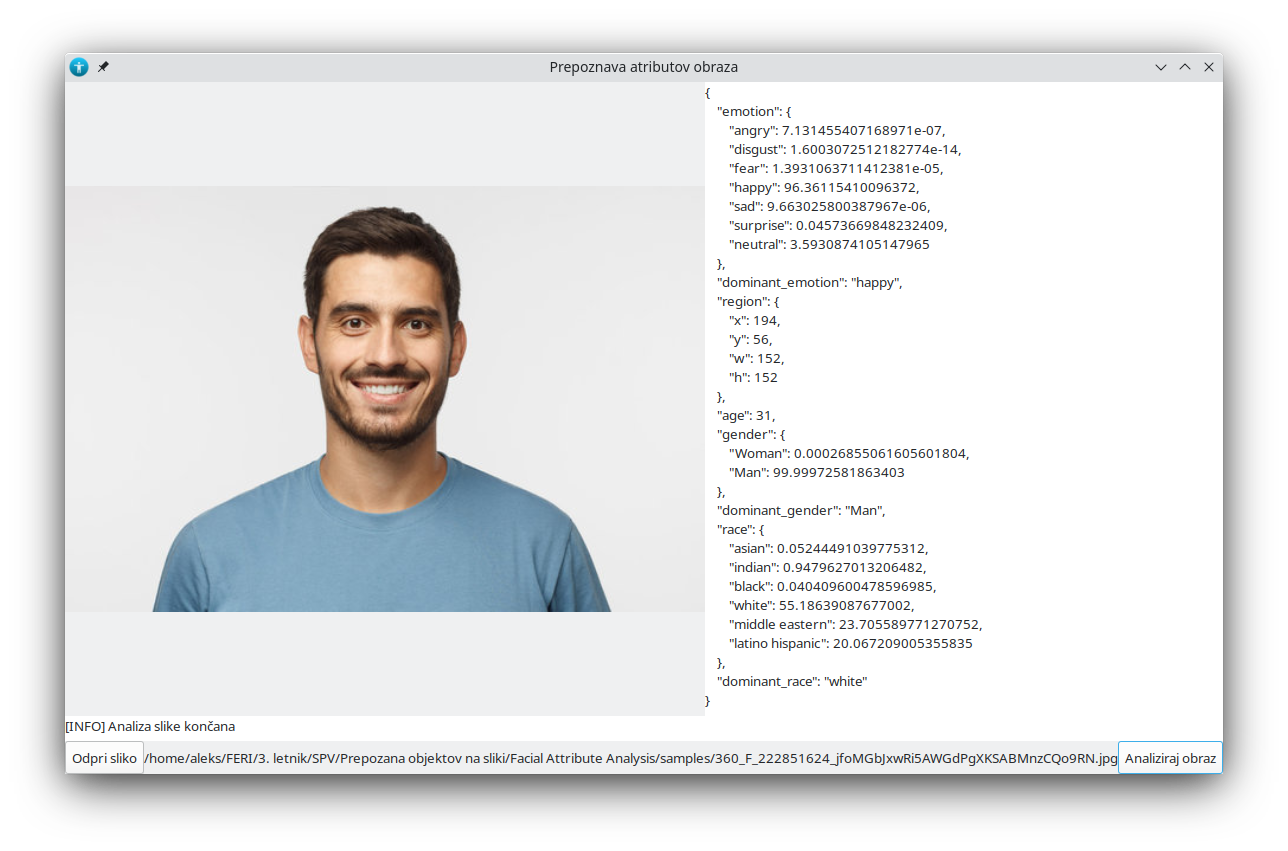 Prepoznava atributov obraza
{
"emotion": {
"angry": 7.131455407168971e-07,
"disgust": 1.6003072512182774e-14,
"fear": 1.3931063711412381e-05,
"happy": 96.36115410096372,
"sad": 9.663025800387967e-06,
"surprise": 0.04573669848232409,
"neutral": 3.5930874105147965
},
"dominant_emotion": "happy",
"region": {
"x": 194,
"y": 56,
"w": 152,
"h": 152
},
"age": 31,
"gender": {
"Woman": 0.00026855061605601804,
"Man": 99.99972581863403
},
"dominant_gender": "Man",
"race": {
"asian": 0.05244491039775312,
"indian": 0.9479627013206482,
"black": 0.040409600478596985,
"white": 55.18639087677002,
"middle eastern": 23.705589771270752,
"latino hispanic": 20.067209005355835
},
"dominant_race": "white"
}
[INFO] Analiza slike končana
Odpri sliko /home/aleks/FERI/3. letnik/SPV/Prepozana objektov na sliki/Facial Attribute Analysis/samples/360_F_222851624_jfoMGbJxwRi5AWGdPgXKSABMnzCQo9RN.jpg Analiziraj obraz